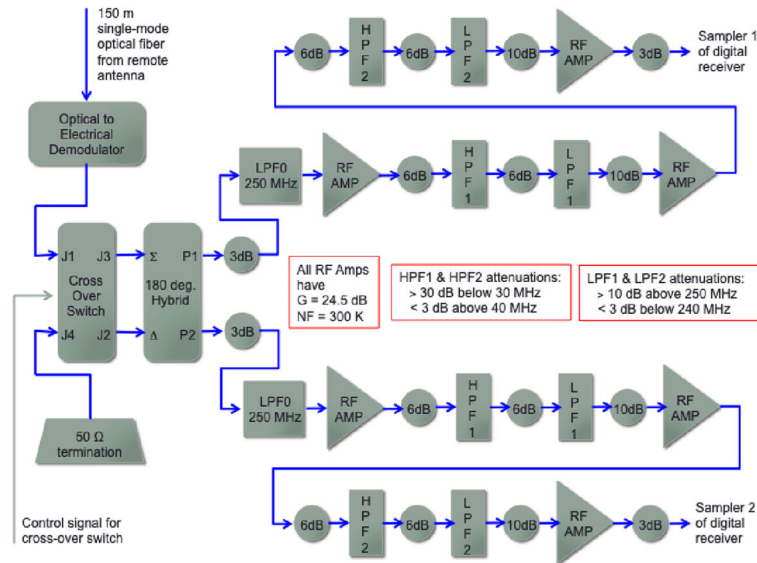 150 m
single-mode
optical fiber
from remote
antenna
Optical to
Electrical
Demodulator
6dB
H
P
F
2
6dB
L
P
F
2
10dB
RF
AMP
3dB
Sampler 1
of digital
receiver
LPF0
250 MHz
RF
AMP
6dB
H
P
F
1
6dB
L
P
F
1
10dB
RF
AMP
J1
J3
Cross
Over
Switch
J4
J2
Σ
P1
180 deg.
Hybrid
Δ
P2
3dB
3dB
All RF Amps
have
G = 24.5 dB
NF = 300 K
HPF1 & HPF2 attenuations:
> 30 dB below 30 MHz
< 3 dB above 40 MHz
LPF1 & LPF2 attenuations:
> 10 dB above 250 MHz
< 3 dB below 240 MHz
LPF0
250 MHz
RF
AMP
6dB
H
P
F
1
6dB
L
P
F
1
10dB
RF
AMP
50 Ω
termination
6dB
H
P
F
2
6dB
L
P
F
2
10dB
RF
AMP
3dB
Sampler 2
of digital
receiver
Control signal for
cross-over switch